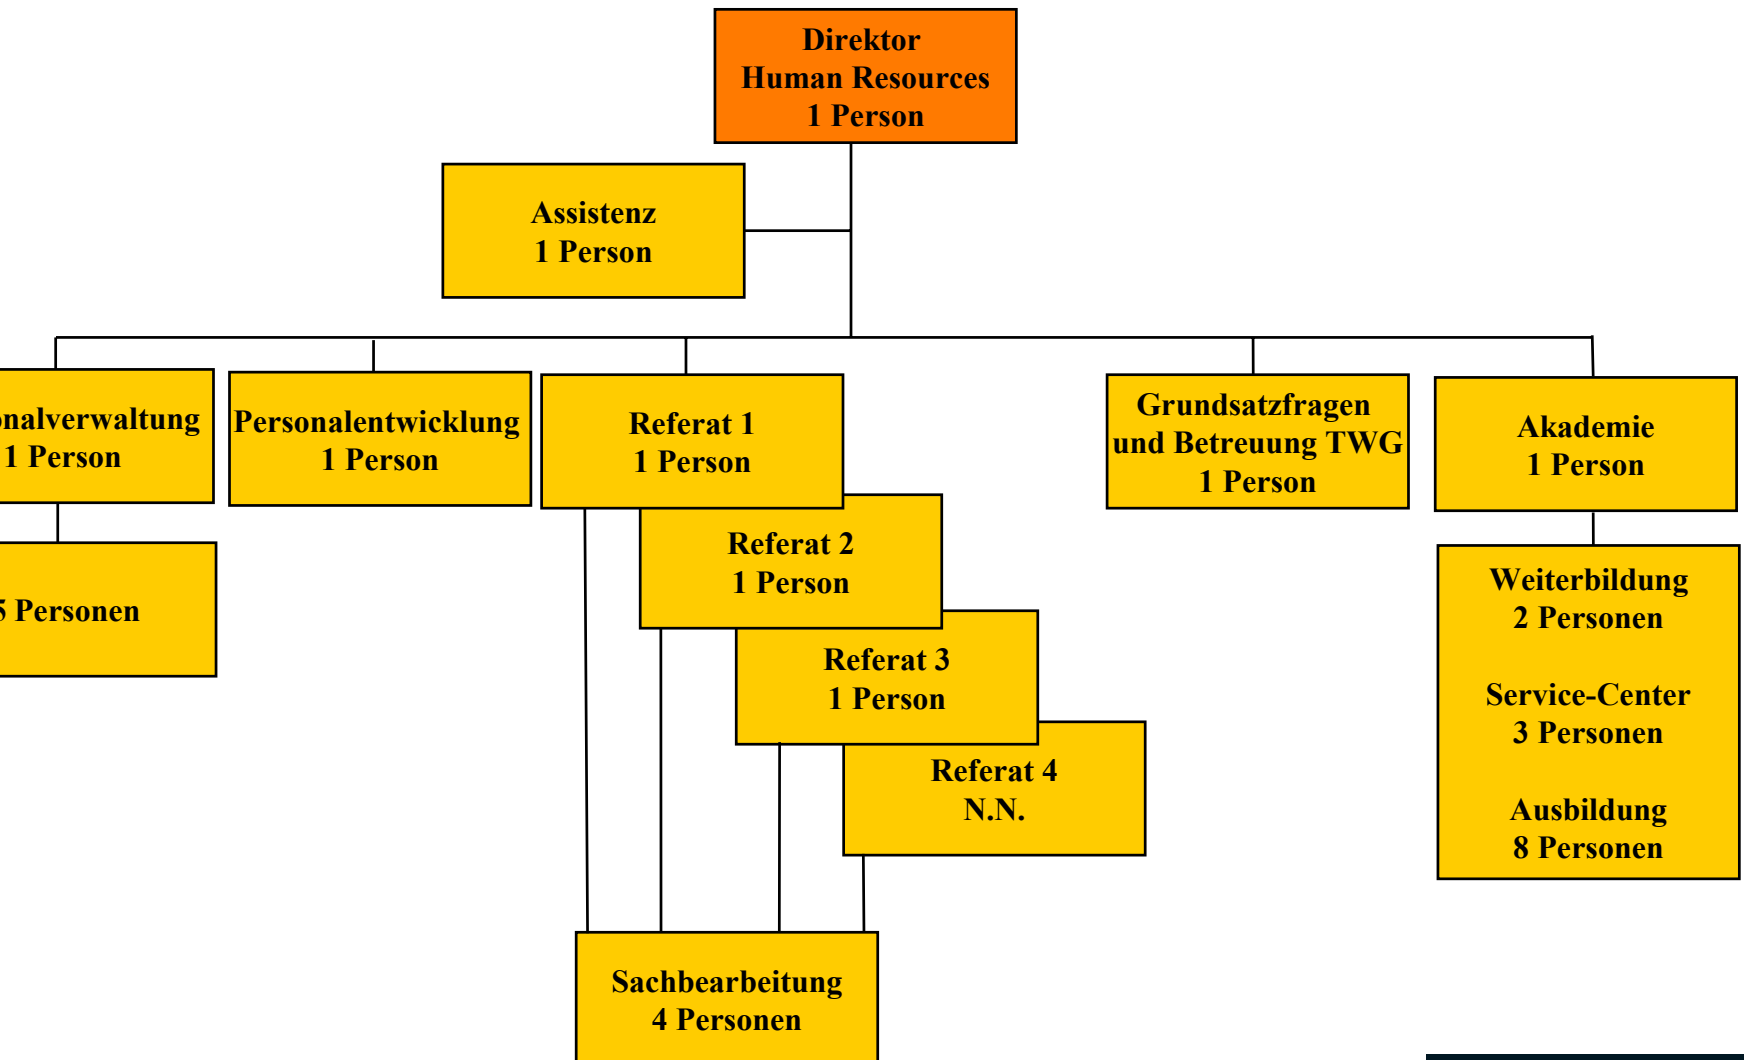 Direktor
Human Resources
1 Person
Assistenz
1 Person
onalverwaltung
1 Person
Personalentwicklung
1 Person
Referat 1
1 Person
Grundsatzfragen
und Betreuung TWG
1 Person
Akademie
1 Person
5 Personen
Referat 2
1 Person
Referat 3
1 Person
Referat 4
N.N.
Weiterbildung
2 Personen
Service-Center
3 Personen
Ausbildung
8 Personen
Sachbearbeitung
4 Personen